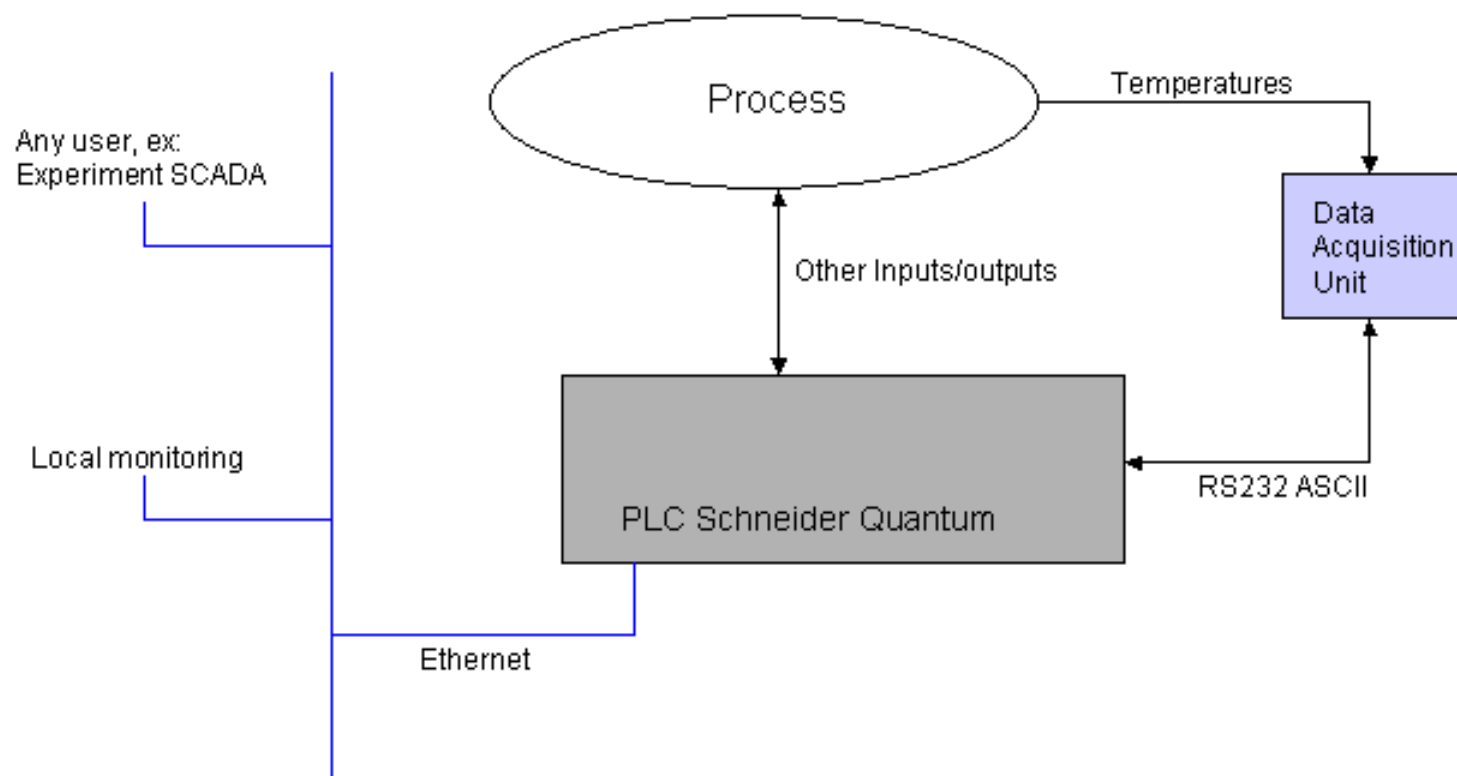 Process
Temperatures
Any user, ex:
Experiment SCADA
Data
Acquisition
Unit
Other Inputs/outputs
Local monitoring
RS232 ASCII
PLC Schneider Quantum
Ethernet